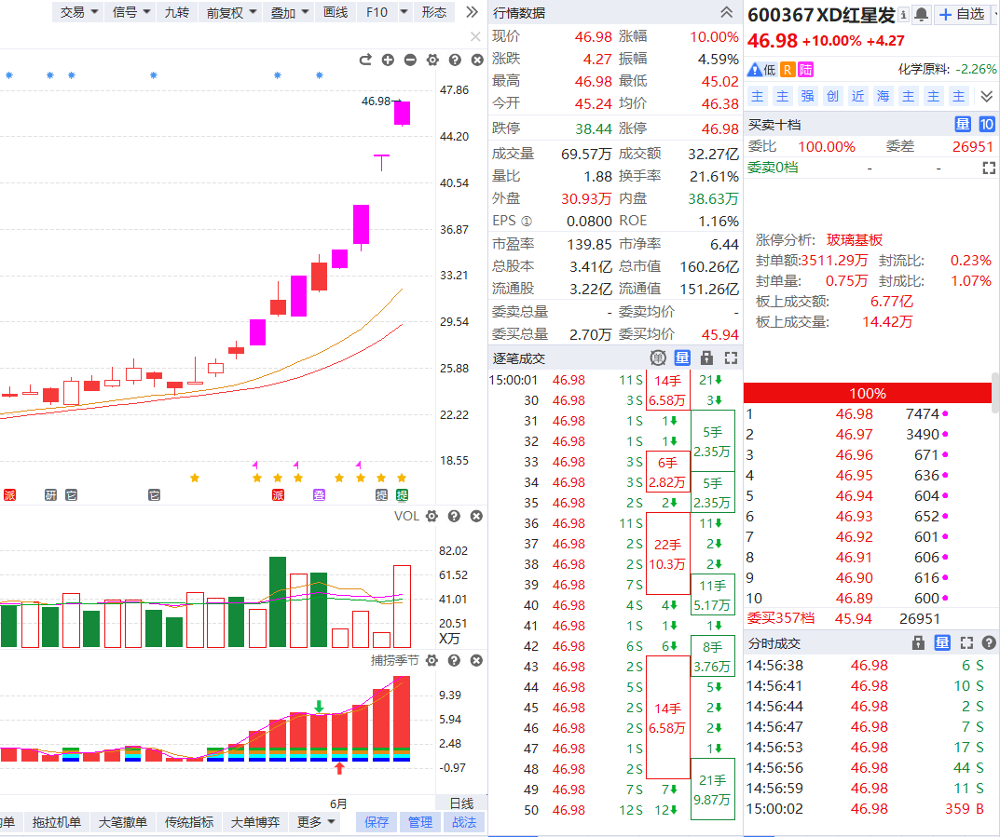 交易 信号 九转 前复权 叠加 画线 F10 形态
46.98
47.86
44.20
40.54
36.87
33.21
29.54
25.88
22.22
18.55
派 研 它 它 派 叠 提 提
VOL
82.02
61.52
41.01
20.51
X万
捕捞季节
9.39
5.94
2.48
-0.97
6月 日线
单 拖拉机单 大笔撤单 传统指标 大单博弈 更多 保存 管理 战法
行情数据
现价 46.98 涨幅 10.00%
涨跌 4.27 振幅 4.59%
最高 46.98 最低 45.02
今开 45.24 均价 46.38
跌停 38.44 涨停 46.98
成交量 69.57万 成交额 32.27亿
量比 1.88 换手率 21.61%
外盘 30.93万 内盘 38.63万
EPS ① 0.0800 ROE 1.16%
市盈率 139.85 市净率 6.44
总股本 3.41亿 总市值 160.26亿
流通股 3.22亿 流通值 151.26亿
委卖总量 - 委卖均价 -
委买总量 2.70万 委买均价 45.94
逐笔成交 单 量
15:00:01 46.98 11 S 14手 21
30 46.98 3 S 6.58万 3
31 46.98 1 S 1 5手
32 46.98 1 S 1 2.35万
33 46.98 3 S 6手
34 46.98 3 S 2.82万 5手
35 46.98 2 S 2 2.35万
36 46.98 11 S 11
37 46.98 2 S 22手 2
38 46.98 2 S 10.3万 2
39 46.98 7 S 11手
40 46.98 4 S 4 5.17万
41 46.98 1 S 1 1
42 46.98 6 S 6 8手
43 46.98 2 S 3.76万
44 46.98 5 S 5
45 46.98 2 S 14手 2
46 46.98 2 S 6.58万 2
47 46.98 1 S 1
48 46.98 2 S 21手
49 46.98 7 S 7 9.87万
50 46.98 12 S 12
600367 XD红星发 i 自选
46.98 +10.00% +4.27
低 R 陆 化学原料: -2.26%
主 主 强 创 近 海 主 主 主
买卖十档 量 10
委比 100.00% 委差 26951
委卖0档 - -
涨停分析: 玻璃基板
封单额:3511.29万 封流比: 0.23%
封单量: 0.75万 封成比: 1.07%
板上成交额: 6.77亿
板上成交量: 14.42万
100%
1 46.98 7474
2 46.97 3490
3 46.96 671
4 46.95 636
5 46.94 604
6 46.93 652
7 46.92 601
8 46.91 606
9 46.90 616
10 46.89 600
委买357档 45.94 26951
分时成交 量
14:56:38 46.98 6 S
14:56:41 46.98 10 S
14:56:44 46.98 2 S
14:56:47 46.98 7 S
14:56:53 46.98 17 S
14:56:56 46.98 44 S
14:56:59 46.98 11 S
15:00:02 46.98 359 B